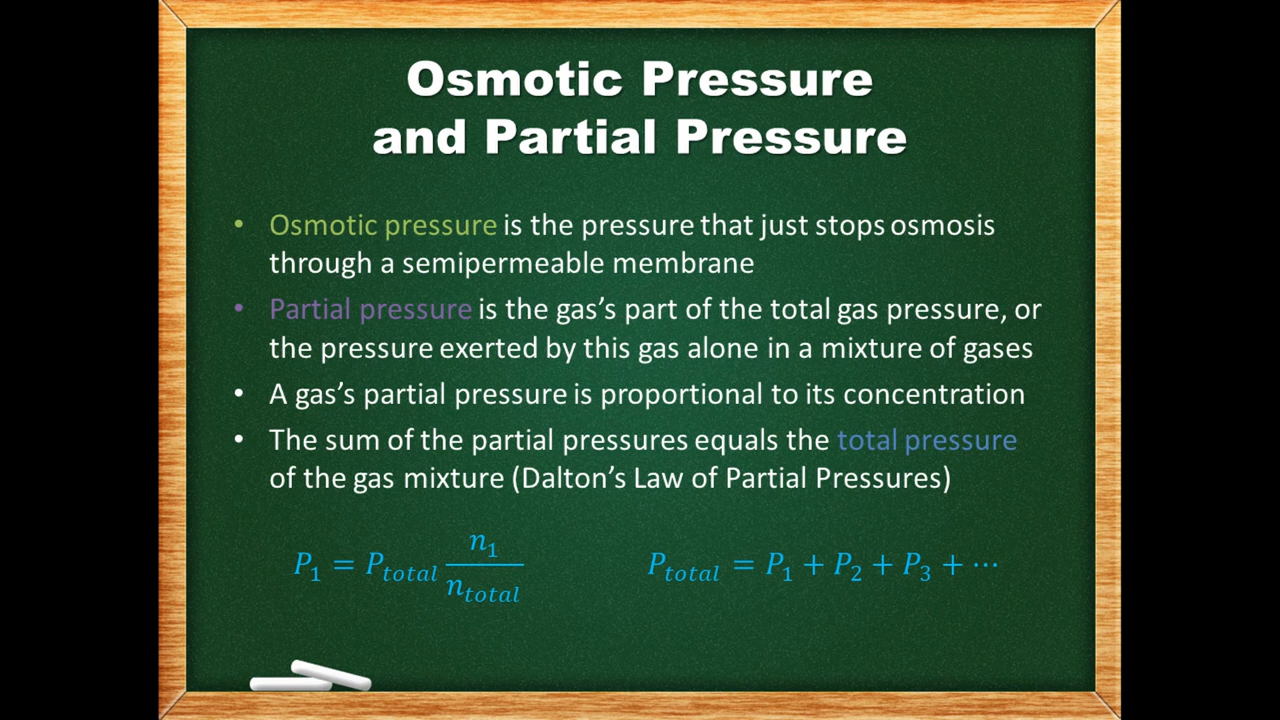 Osmotic Pressure
and Partial Pressure
• Osmotic pressure is the pressure that just stops osmosis
through a semipermeable membrane
• Partial pressure is the gas’s part of the total gas pressure, or
the pressure exerted by this gas alone in a mixture of gases
• A gas’s partial pressure is proportional to its concentration
• The sum of the partial pressures equals the total pressure
of the gas mixture (Dalton’s Law of Partial Pressures)
P₁ = P_total n₁/n_total
P_total = P₁ + P₂ + P₃ + ⋯